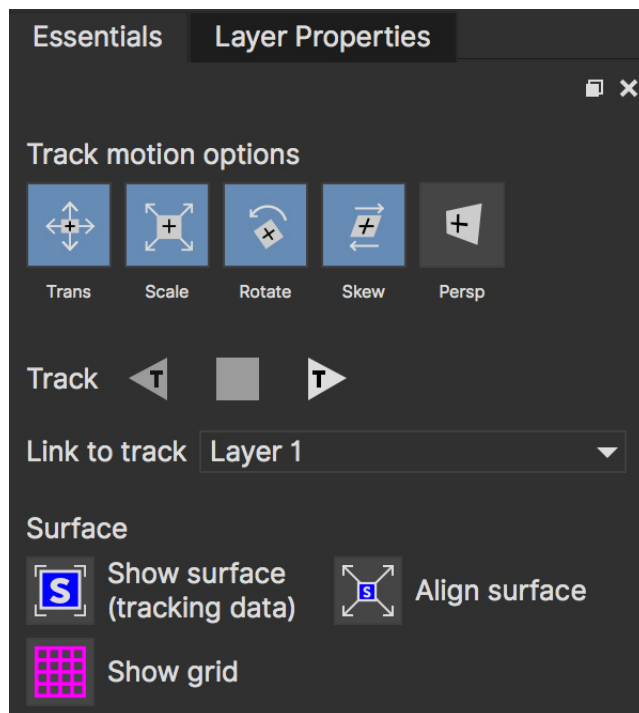 Essentials Layer Properties
Track motion options
Trans Scale Rotate Skew Persp
Track T T
Link to track Layer 1
Surface
S Show surface
(tracking data)
S Align surface
Show grid